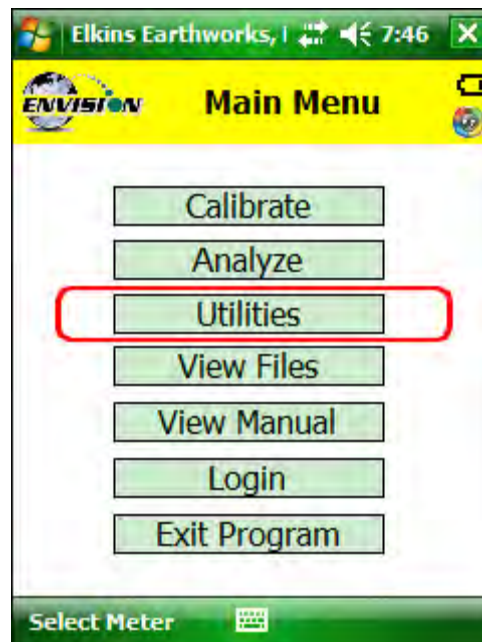 Elkins Earthworks, l 7:46
ENVISION Main Menu
Calibrate
Analyze
Utilities
View Files
View Manual
Login
Exit Program
Select Meter